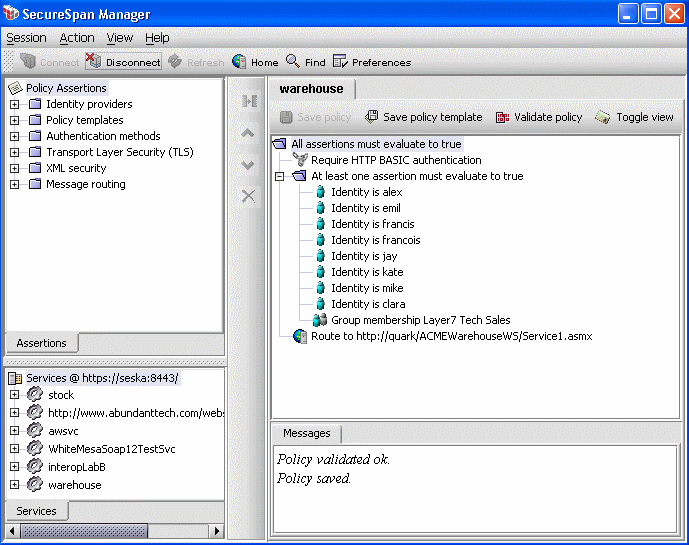 SecureSpan Manager
Session Action View Help
Connect Disconnect Refresh Home Find Preferences
Policy Assertions
Identity providers
Policy templates
Authentication methods
Transport Layer Security (TLS)
XML security
Message routing
Assertions
Services @ https://seska:8443/
stock
http://www.abundanttech.com/webs
awsvc
WhiteMesaSoap12TestSvc
interopLabB
warehouse
Services
warehouse
Save policy Save policy template Validate policy Toggle view
All assertions must evaluate to true
Require HTTP BASIC authentication
At least one assertion must evaluate to true
Identity is alex
Identity is emil
Identity is francis
Identity is francois
Identity is jay
Identity is kate
Identity is mike
Identity is clara
Group membership Layer7 Tech Sales
Route to http://quark/ACMEWarehouseWS/Service1.asmx
Messages
Policy validated ok.
Policy saved.